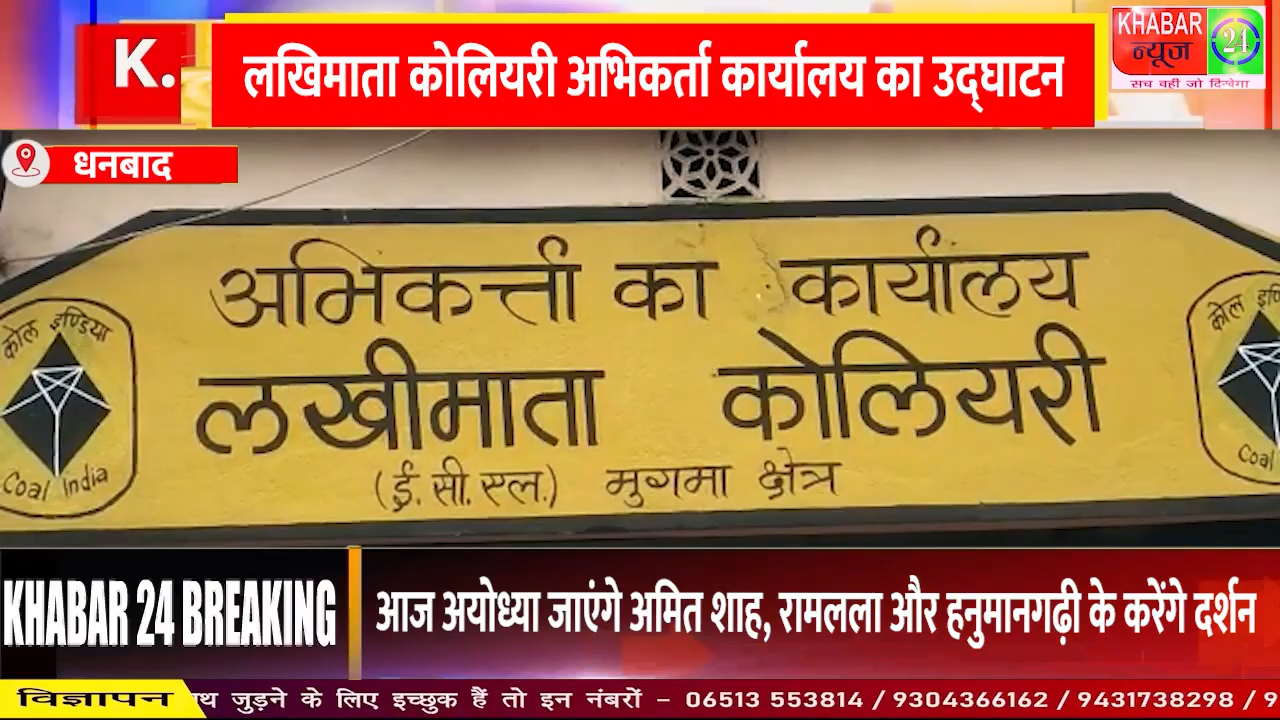 K.
लखिमाता कोलियरी अभिकर्ता कार्यालय का उद्घाटन
KHABAR
न्यूज 24
सच वही जो दिखेगा
धनबाद
अभिकर्त्ता का कार्यालय
लखीमाता कोलियरी
(ई. सी. एल.) मुगमा क्षेत्र
कोल इण्डिया
Coal India
कोल
Coal
KHABAR 24 BREAKING
आज अयोध्या जाएंगे अमित शाह, रामलला और हनुमानगढ़ी के करेंगे दर्शन
विज्ञापन
जुड़ने के लिए इच्छुक हैं तो इन नंबरों – 06513 553814 / 9304366162 / 9431738298 / 9